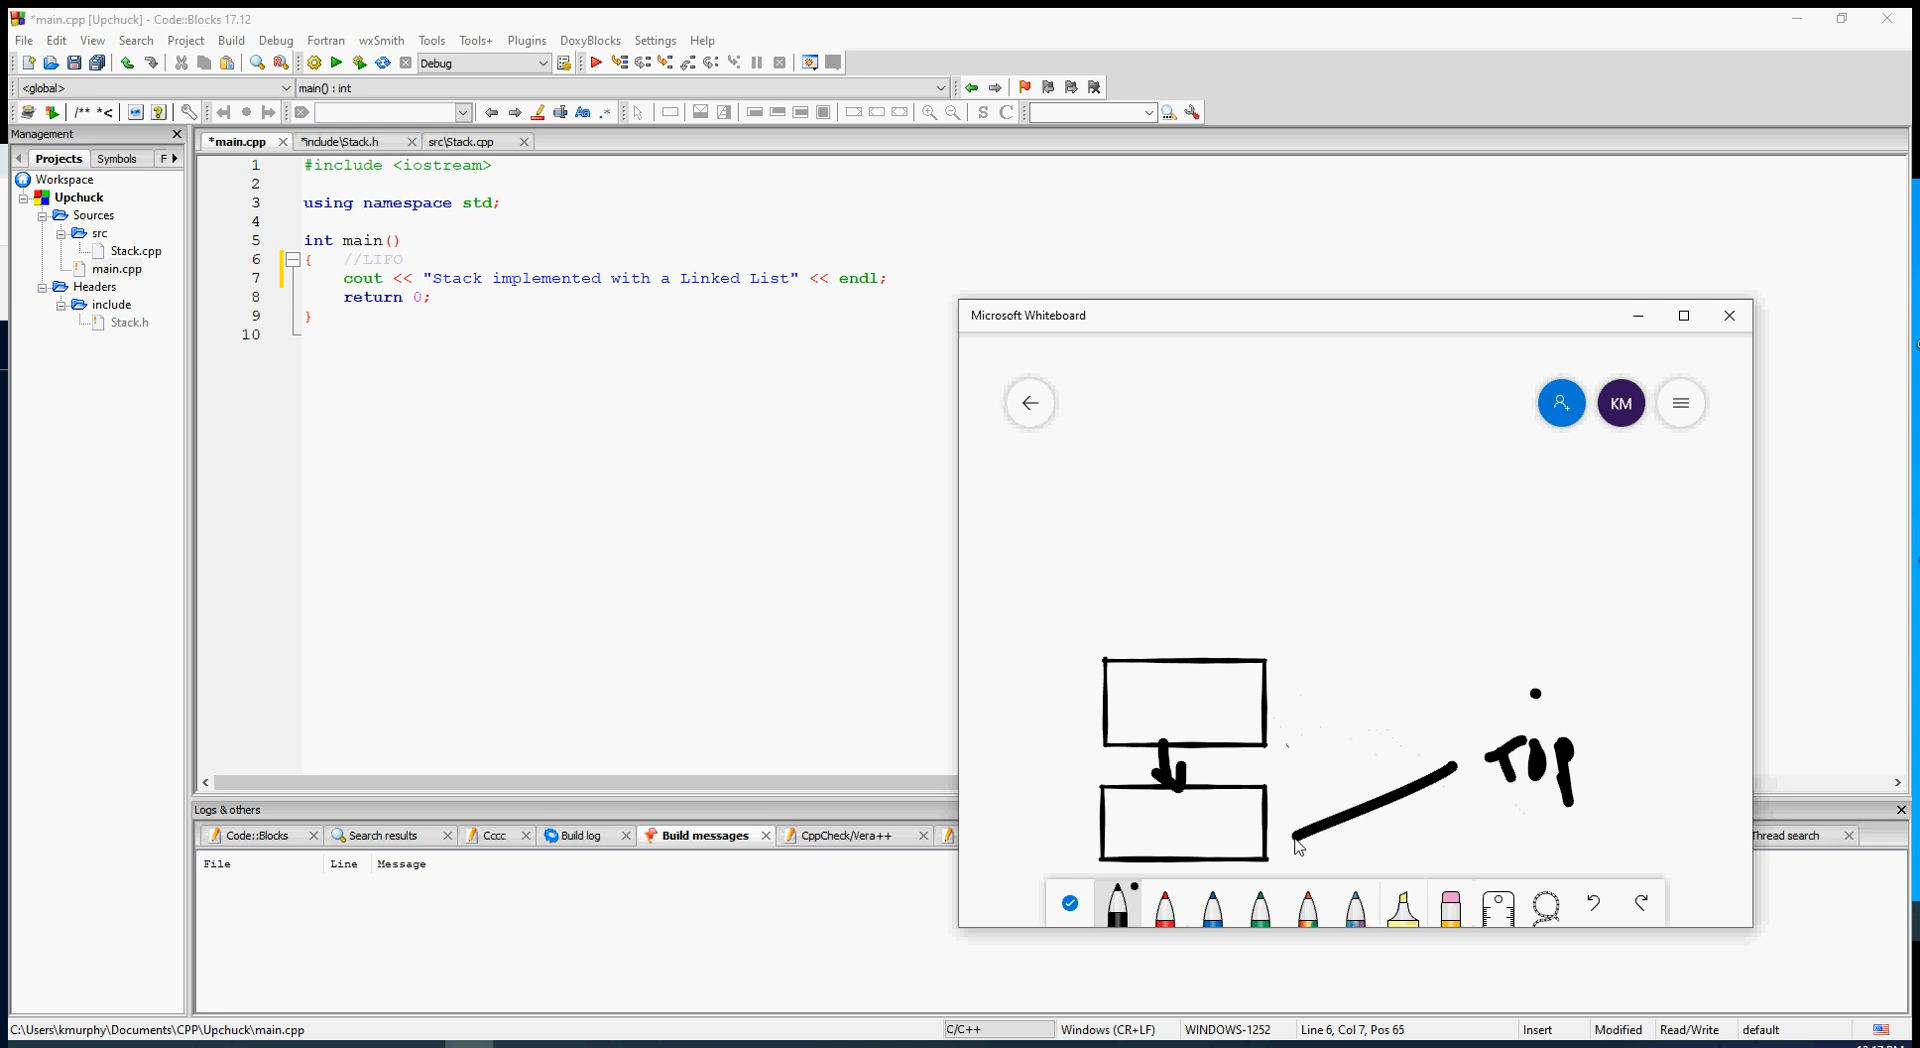 *main.cpp [Upchuck] - Code::Blocks 17.12
File Edit View Search Project Build Debug Fortran wxSmith Tools Tools+ Plugins DoxyBlocks Settings Help
Debug
<global> main() : int
/** *<
Aa .* S C
Management
Projects Symbols F
Workspace
Upchuck
Sources
src
Stack.cpp
main.cpp
Headers
include
Stack.h
*main.cpp *include\Stack.h src\Stack.cpp
1 #include <iostream>
2
3 using namespace std;
4
5 int main()
6 { //LIFO
7 cout << "Stack implemented with a Linked List" << endl;
8 return 0;
9 }
10
Microsoft Whiteboard
KM
TOP
Logs & others
Code::Blocks Search results Cccc Build log Build messages CppCheck/Vera++ Thread search
File Line Message
C:\Users\kmurphy\Documents\CPP\Upchuck\main.cpp C/C++ Windows (CR+LF) WINDOWS-1252 Line 6, Col 7, Pos 65 Insert Modified Read/Write default